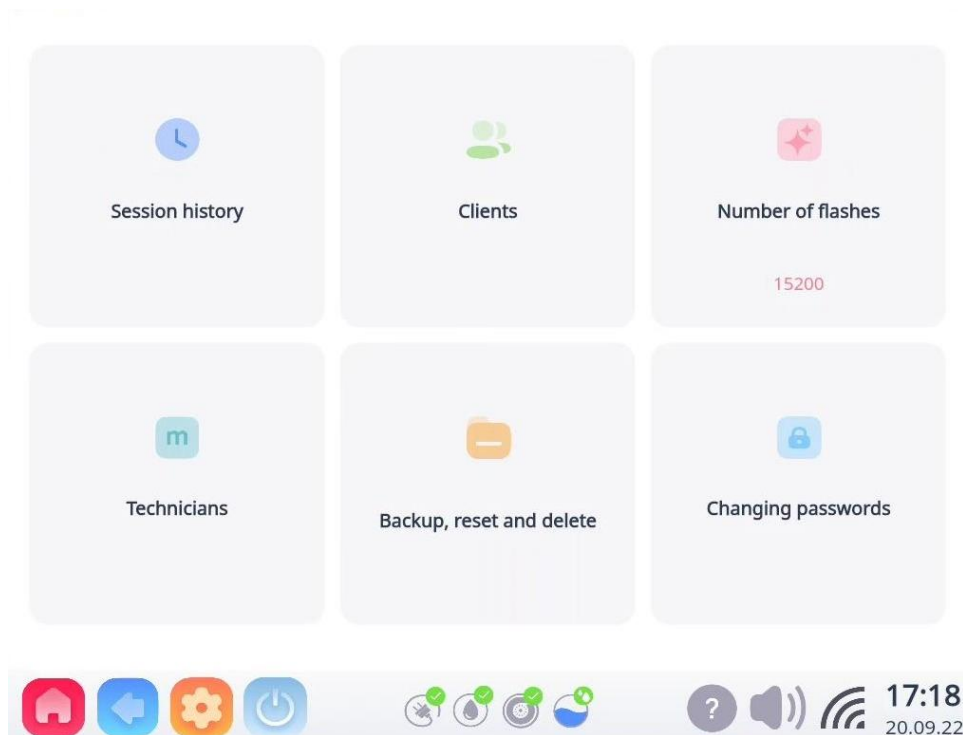 Session history
Clients
Number of flashes
15200
m
Technicians
Backup, reset and delete
Changing passwords
?
17:18
20.09.22